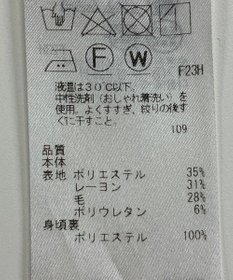 F W
F23H
液温は30℃以下、
中性洗剤(おしゃれ着洗い)を
使用。よくすすぎ、絞りの後す
ぐに干すこと。
109
品質
本体
表地 ポリエステル 35%
レーヨン 31%
毛 28%
ポリウレタン 6%
身頃裏
ポリエステル 100%